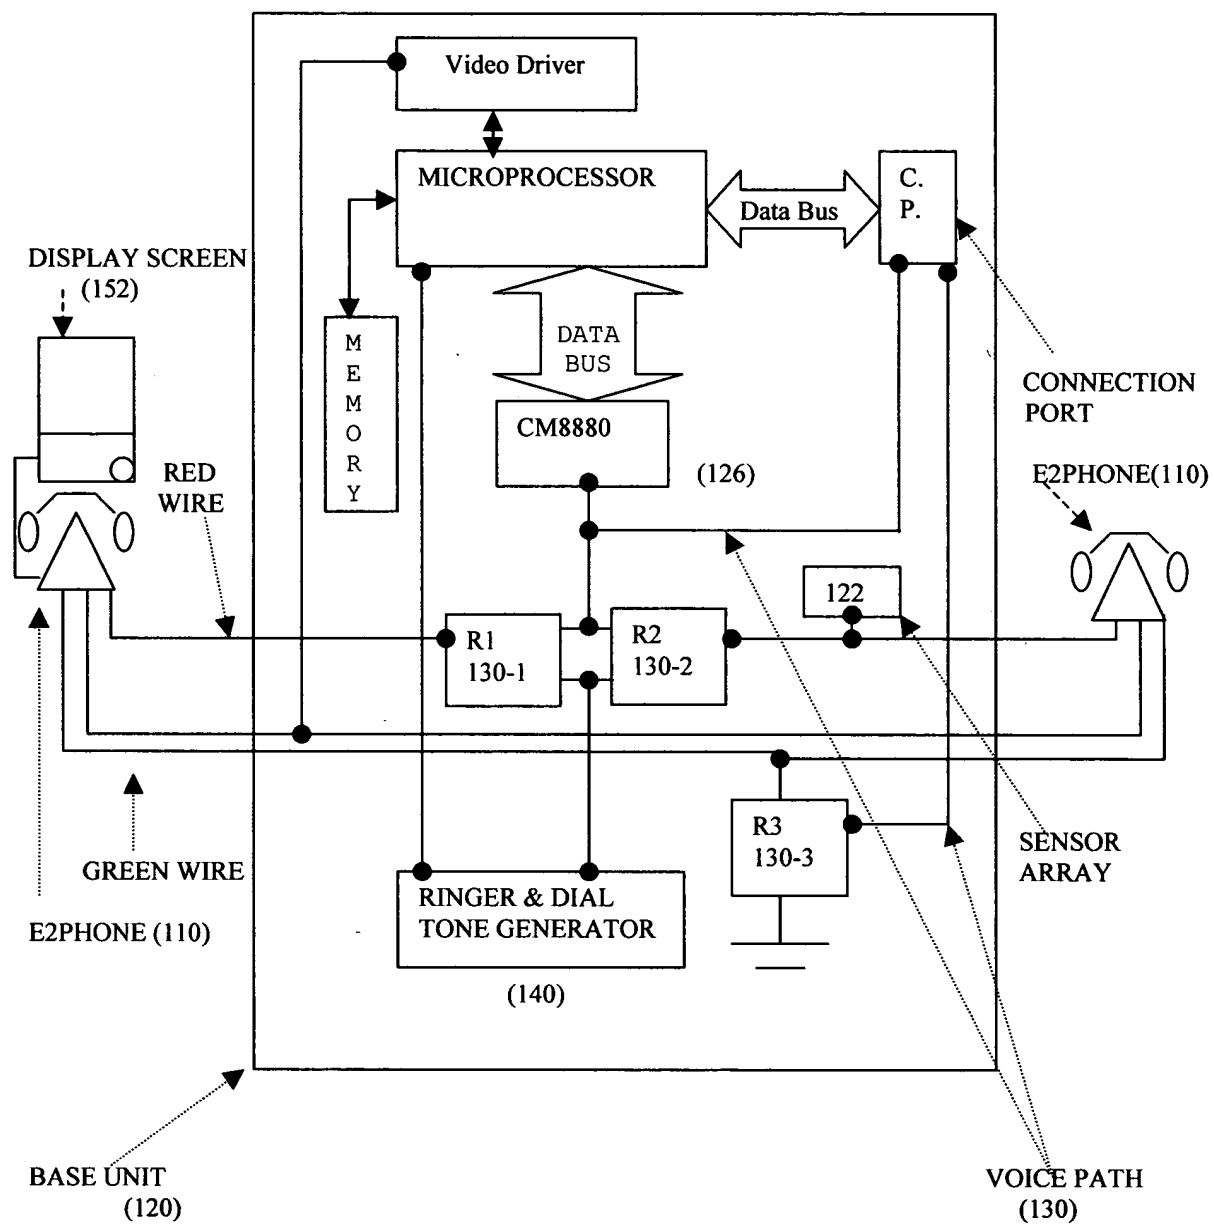 Video Driver
MICROPROCESSOR
C.
P.
Data Bus
DISPLAY SCREEN
(152)
M
E
M
O
R
Y
DATA
BUS
CONNECTION
PORT
CM8880
(126)
RED
WIRE
E2PHONE(110)
122
R1
130-1
R2
130-2
R3
130-3
SENSOR
ARRAY
GREEN WIRE
RINGER & DIAL
TONE GENERATOR
E2PHONE (110)
(140)
BASE UNIT
(120)
VOICE PATH
(130)